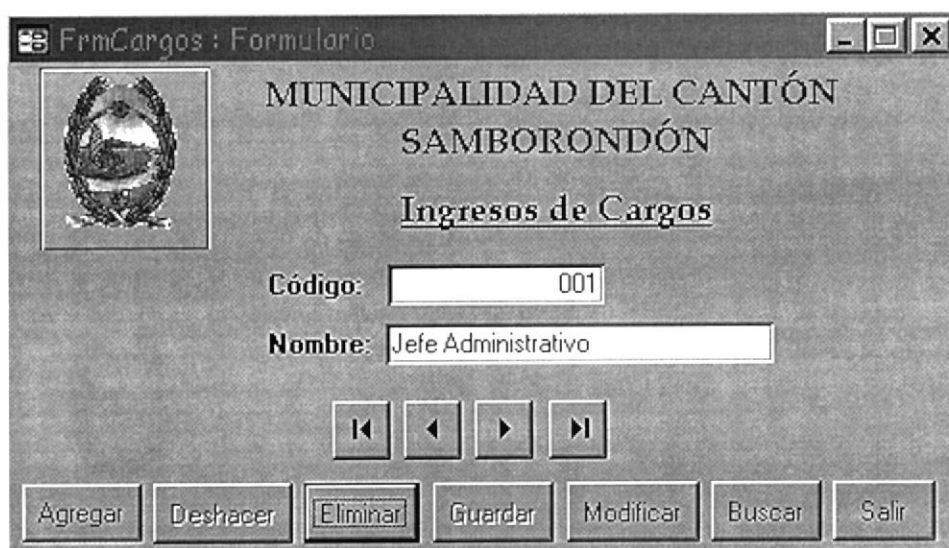 FrmCargos : Formulario
MUNICIPALIDAD DEL CANTÓN
SAMBORONDÓN
Ingresos de Cargos
Código: 001
Nombre: Jefe Administrativo
Agregar Deshacer Eliminar Guardar Modificar Buscar Salir